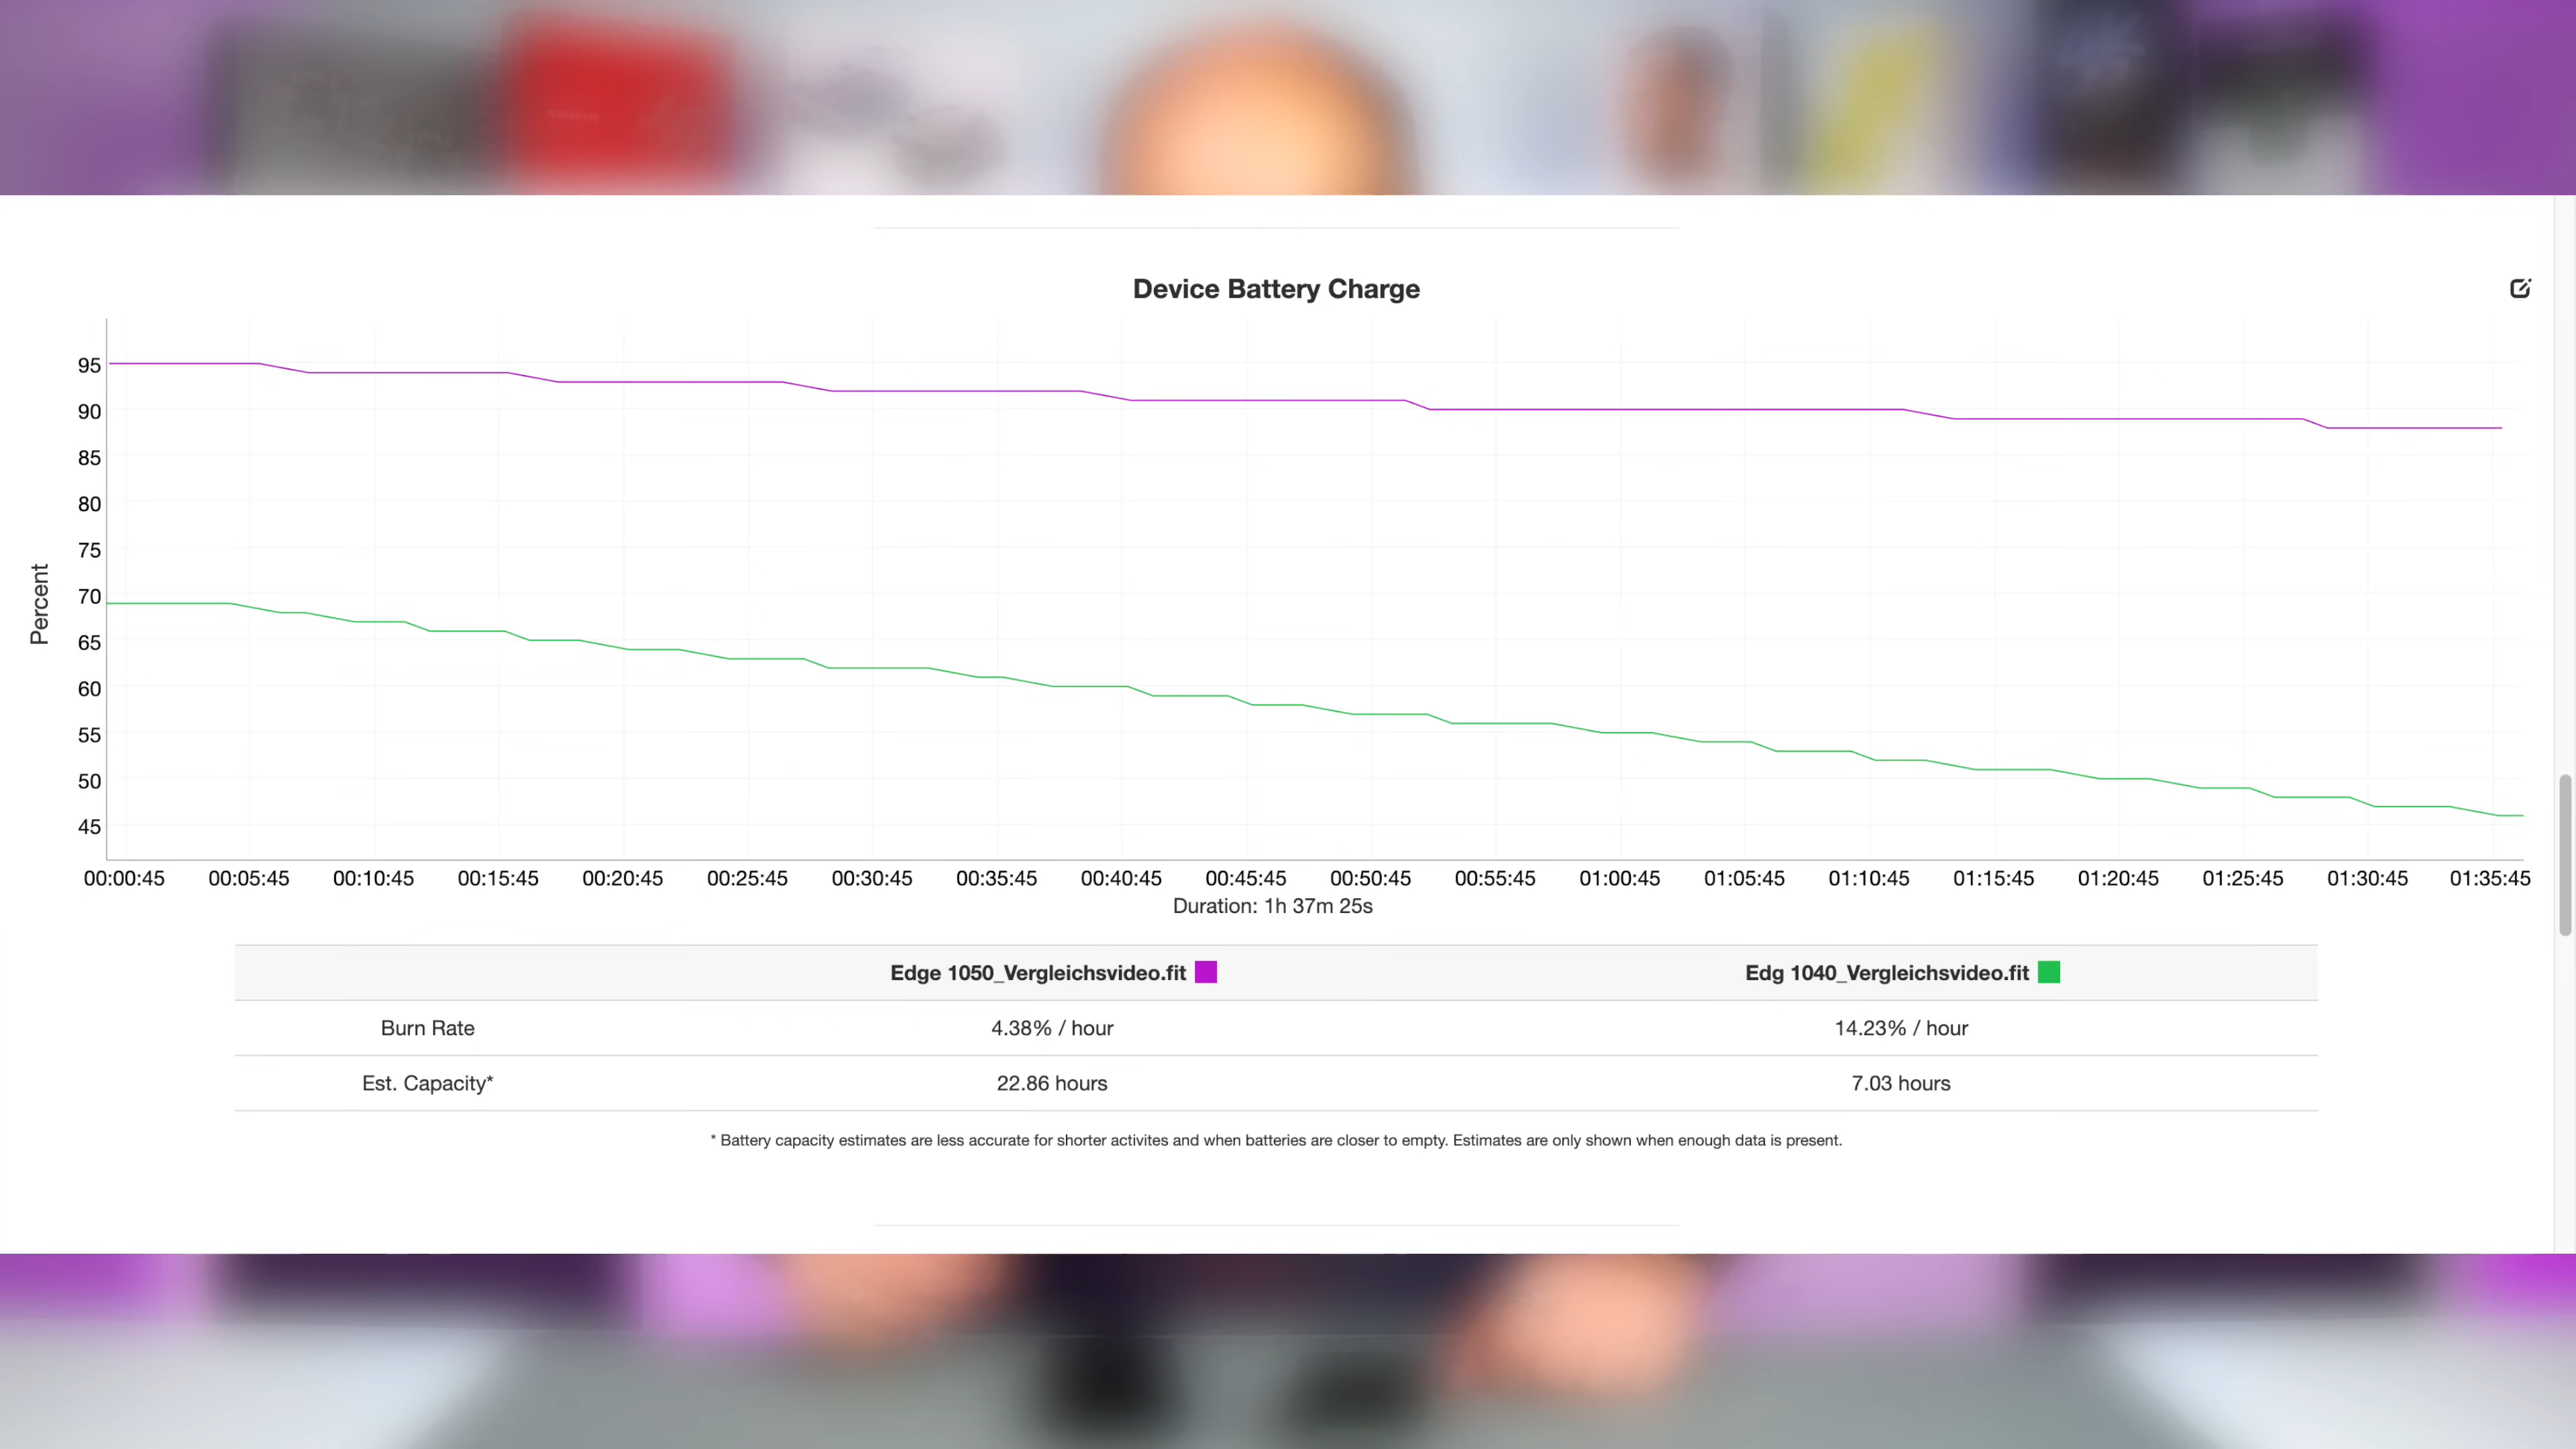 Device Battery Charge
95
90
85
80
75
70
65
60
55
50
45
Percent
00:00:45 00:05:45 00:10:45 00:15:45 00:20:45 00:25:45 00:30:45 00:35:45 00:40:45 00:45:45 00:50:45 00:55:45 01:00:45 01:05:45 01:10:45 01:15:45 01:20:45 01:25:45 01:30:45 01:35:45
Duration: 1h 37m 25s
Edge 1050_Vergleichsvideo.fit Edg 1040_Vergleichsvideo.fit
Burn Rate 4.38% / hour 14.23% / hour
Est. Capacity* 22.86 hours 7.03 hours
* Battery capacity estimates are less accurate for shorter activites and when batteries are closer to empty. Estimates are only shown when enough data is present.